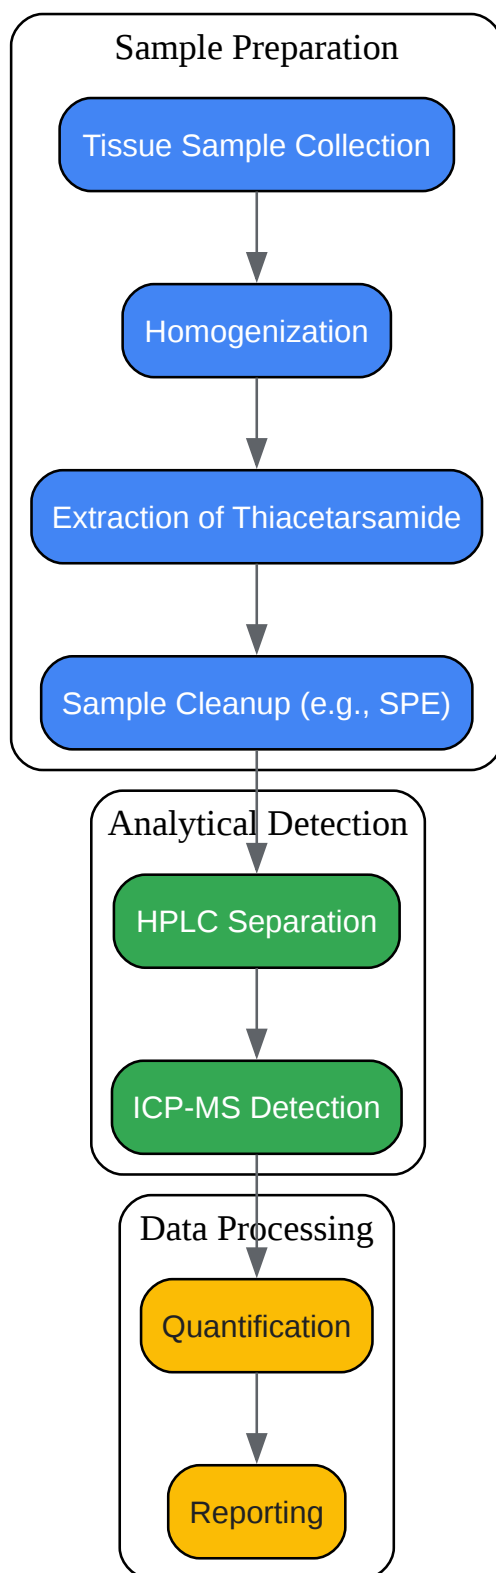 Sample Preparation
Tissue Sample Collection
Homogenization
Extraction of Thiacetarsamide
Sample Cleanup (e.g., SPE)
Analytical Detection
HPLC Separation
ICP-MS Detection
Data Processing
Quantification
Reporting